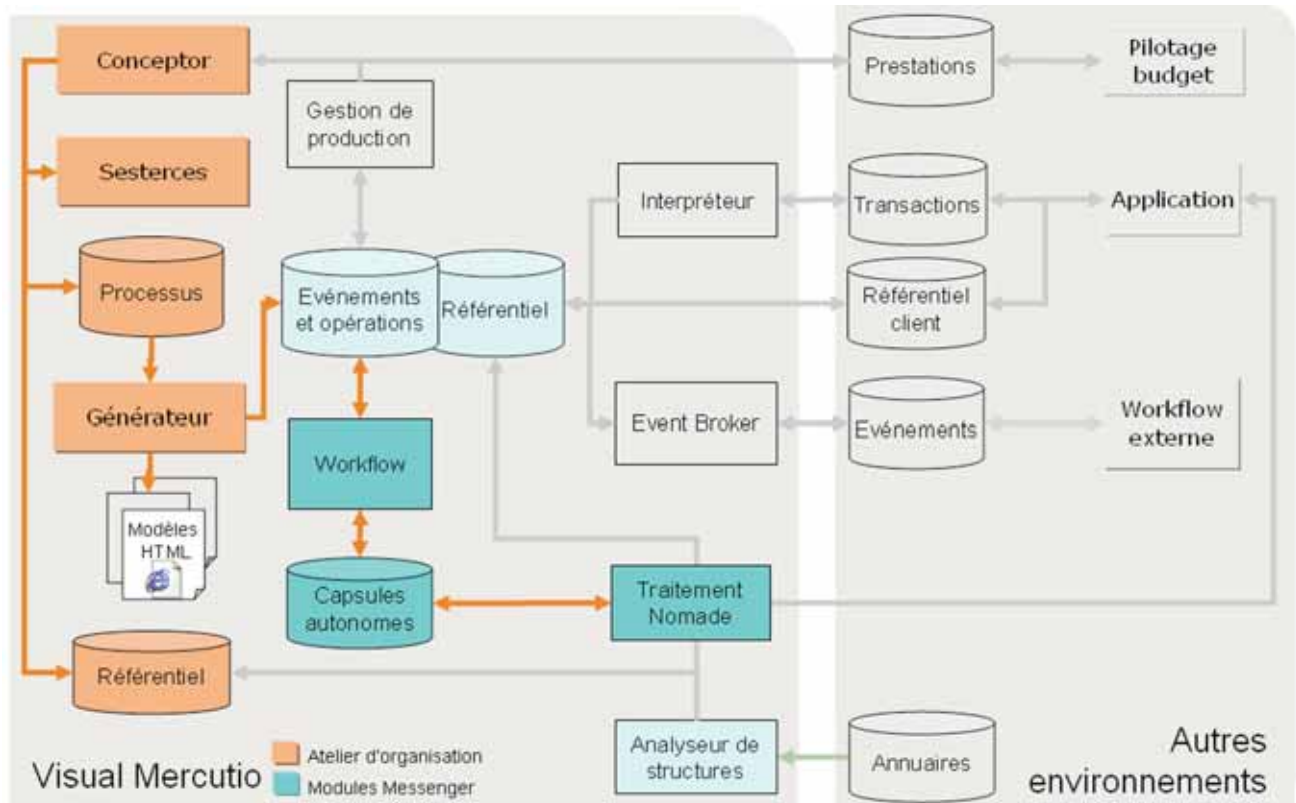 Conceptor
Prestations
Pilotage
budget
Gestion de
production
Sesterces
Interpréteur
Transactions
Application
Processus
Evénements
et opérations
Référentiel
Référentiel
client
Générateur
Event Broker
Evénements
Workflow
externe
Workflow
Modèles
HTML
Capsules
autonomes
Traitement
Nomade
Référentiel
Analyseur de
structures
Annuaires
Autres
environnements
Visual Mercutio
Atelier d'organisation
Modules Messenger